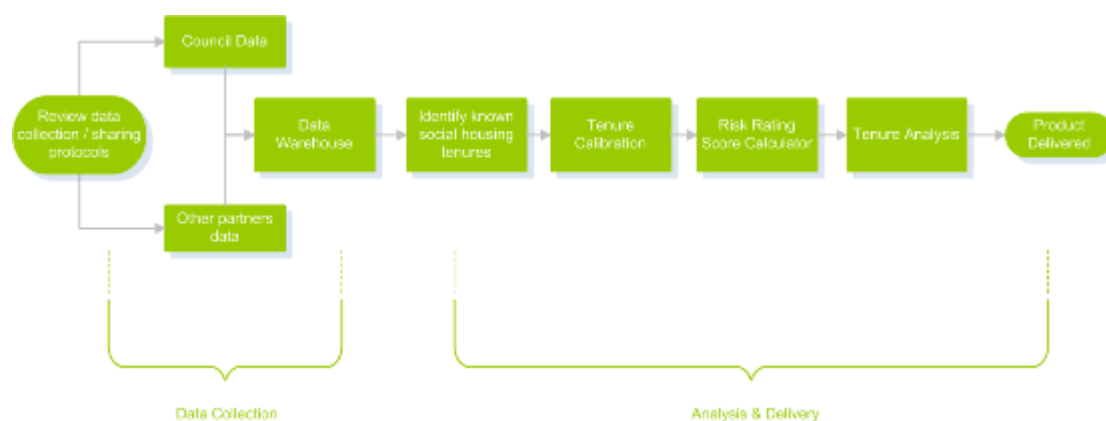 Council Data
Review data
collection / sharing
protocols
Data
Warehouse
Identify known
social housing
tenures
Tenure
Calibration
Risk Rating
Score Calculator
Tenure Analysis
Product
Delivered
Other partners
data
Data Collection
Analysis & Delivery